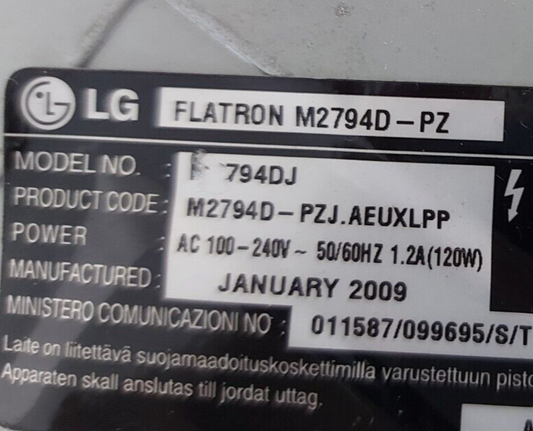 LG FLATRON M2794D-PZ
MODEL NO. : 794DJ
PRODUCT CODE : M2794D-PZJ.AEUXLPP
POWER : AC 100-240V ~ 50/60HZ 1.2A(120W)
MANUFACTURED : JANUARY 2009
MINISTERO COMUNICAZIONI NO : 011587/099695/S/T
Laite on liitettävä suojamaadoituskoskettimilla varustettuun pisto
Apparaten skall anslutas till jordat uttag.